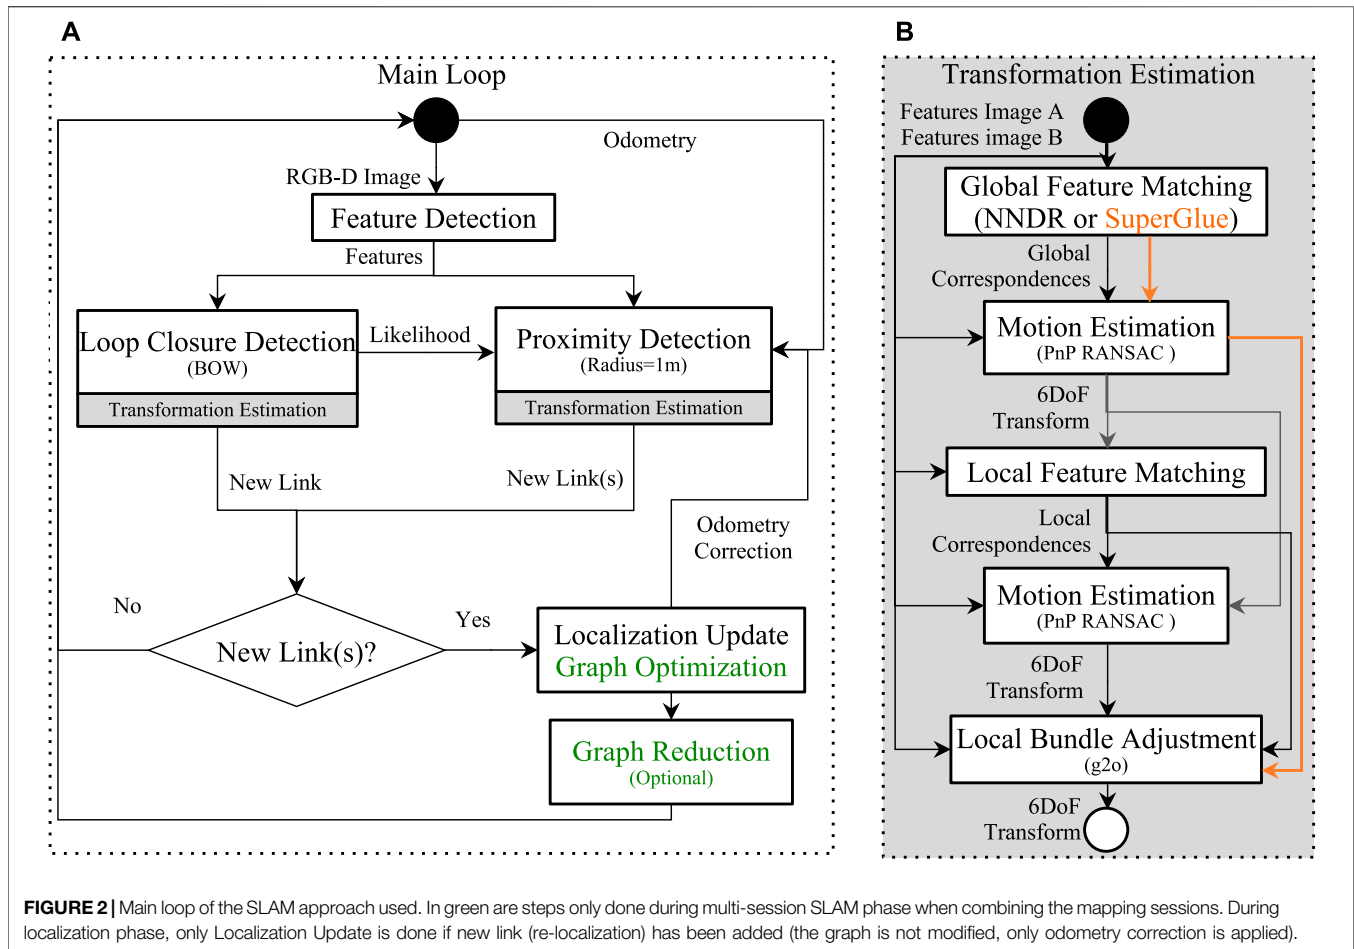 A
Main Loop
Odometry
RGB-D Image
Feature Detection
Features
Loop Closure Detection
(BOW)
Transformation Estimation
Likelihood
Proximity Detection
(Radius=1m)
Transformation Estimation
New Link
New Link(s)
Odometry
Correction
No
New Link(s)?
Yes
Localization Update
Graph Optimization
Graph Reduction
(Optional)
B
Transformation Estimation
Features Image A
Features image B
Global Feature Matching
(NNDR or SuperGlue)
Global
Correspondences
Motion Estimation
(PnP RANSAC )
6DoF
Transform
Local Feature Matching
Local
Correspondences
Motion Estimation
(PnP RANSAC )
6DoF
Transform
Local Bundle Adjustment
(g2o)
6DoF
Transform
FIGURE 2 | Main loop of the SLAM approach used. In green are steps only done during multi-session SLAM phase when combining the mapping sessions. During
localization phase, only Localization Update is done if new link (re-localization) has been added (the graph is not modified, only odometry correction is applied).